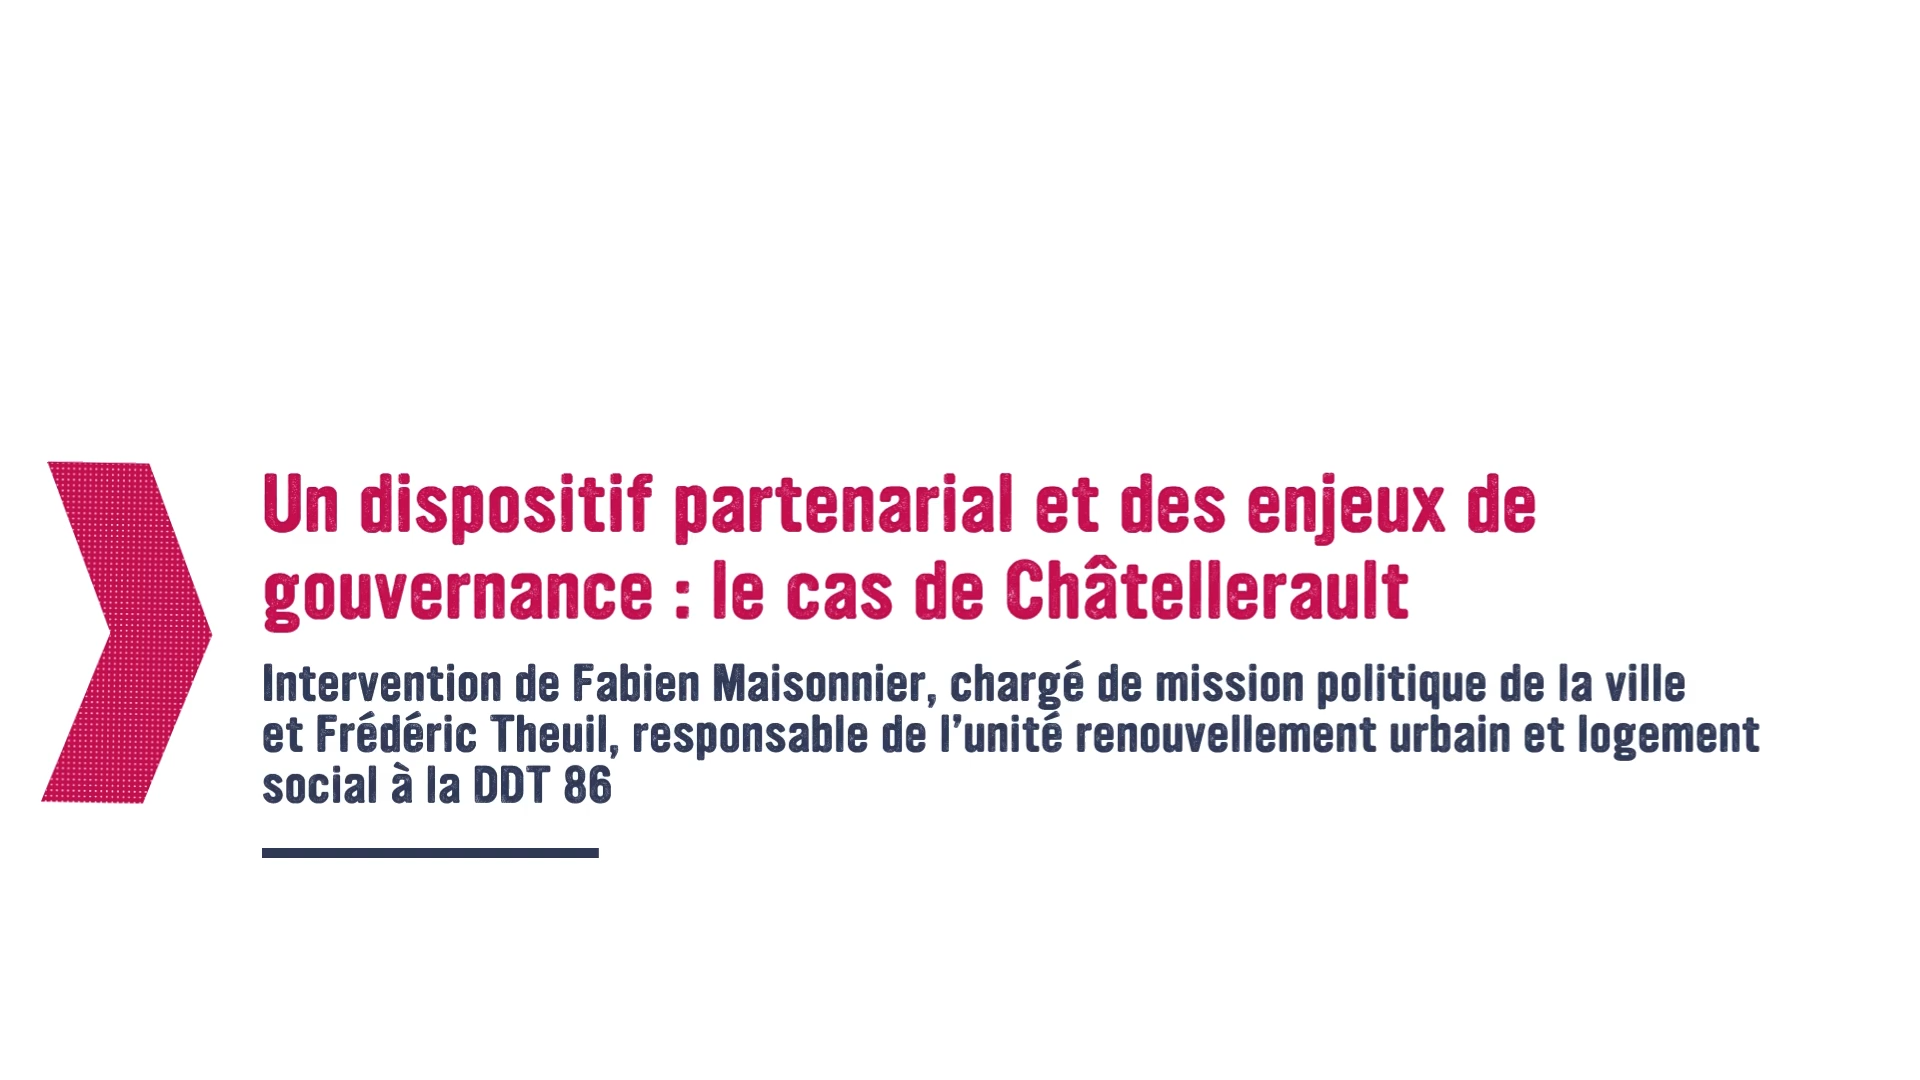 Un dispositif partenarial et des enjeux de
gouvernance : le cas de Châtellerault
Intervention de Fabien Maisonnier, chargé de mission politique de la ville
et Frédéric Theuil, responsable de l’unité renouvellement urbain et logement
social à la DDT 86